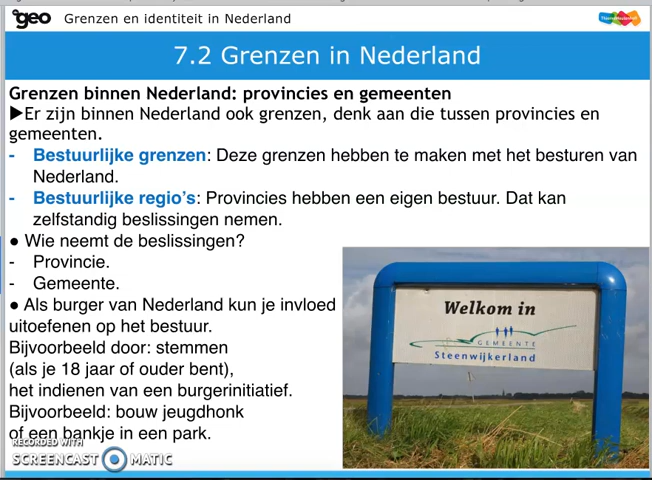 geo Grenzen en identiteit in Nederland
7.2 Grenzen in Nederland
Grenzen binnen Nederland: provincies en gemeenten
▶Er zijn binnen Nederland ook grenzen, denk aan die tussen provincies en
gemeenten.
- Bestuurlijke grenzen: Deze grenzen hebben te maken met het besturen van
Nederland.
- Bestuurlijke regio's: Provincies hebben een eigen bestuur. Dat kan
zelfstandig beslissingen nemen.
● Wie neemt de beslissingen?
- Provincie.
- Gemeente.
● Als burger van Nederland kun je invloed
uitoefenen op het bestuur.
Bijvoorbeeld door: stemmen
(als je 18 jaar of ouder bent),
het indienen van een burgerinitiatief.
Bijvoorbeeld: bouw jeugdhonk
of een bankje in een park.
Welkom in
GEMEENTE
Steenwijkerland
RECORDED WITH
SCREENCAST MATIC